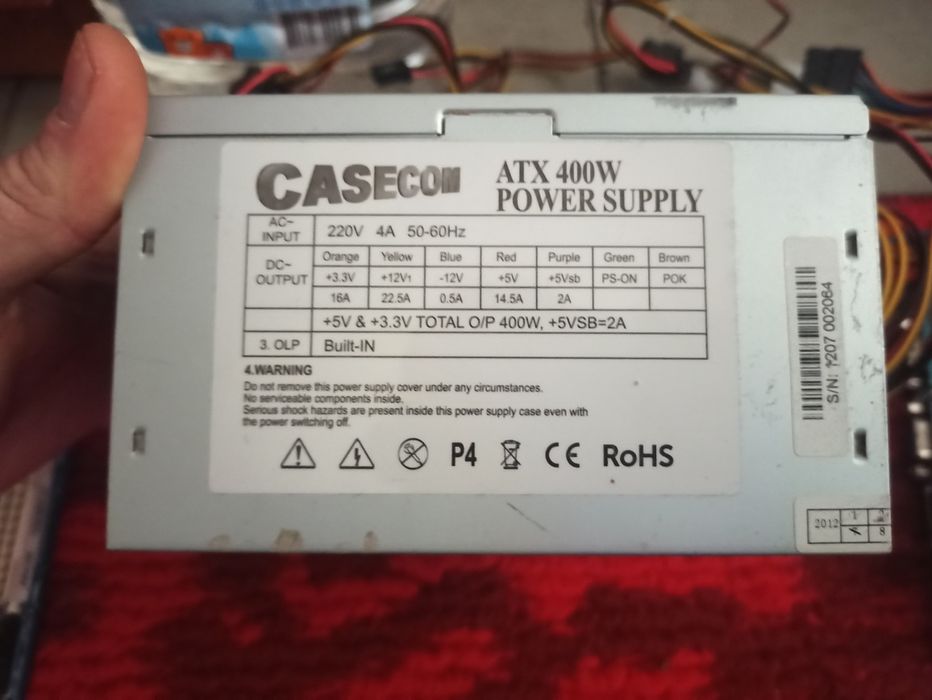 CASECOM
ATX 400W
POWER SUPPLY
AC~ INPUT 220V 4A 50-60Hz
DC~ OUTPUT Orange Yellow Blue Red Purple Green Brown
+3.3V +12V1 -12V +5V +5Vsb PS-ON POK
16A 22.5A 0.5A 14.5A 2A
+5V & +3.3V TOTAL O/P 400W, +5VSB=2A
3. OLP Built-IN
4.WARNING
Do not remove this power supply cover under any circumstances.
No serviceable components inside.
Serious shock hazards are present inside this power supply case even with
the power switching off.
P4 CE RoHS
S/N: 1207 002064
2012 1
8